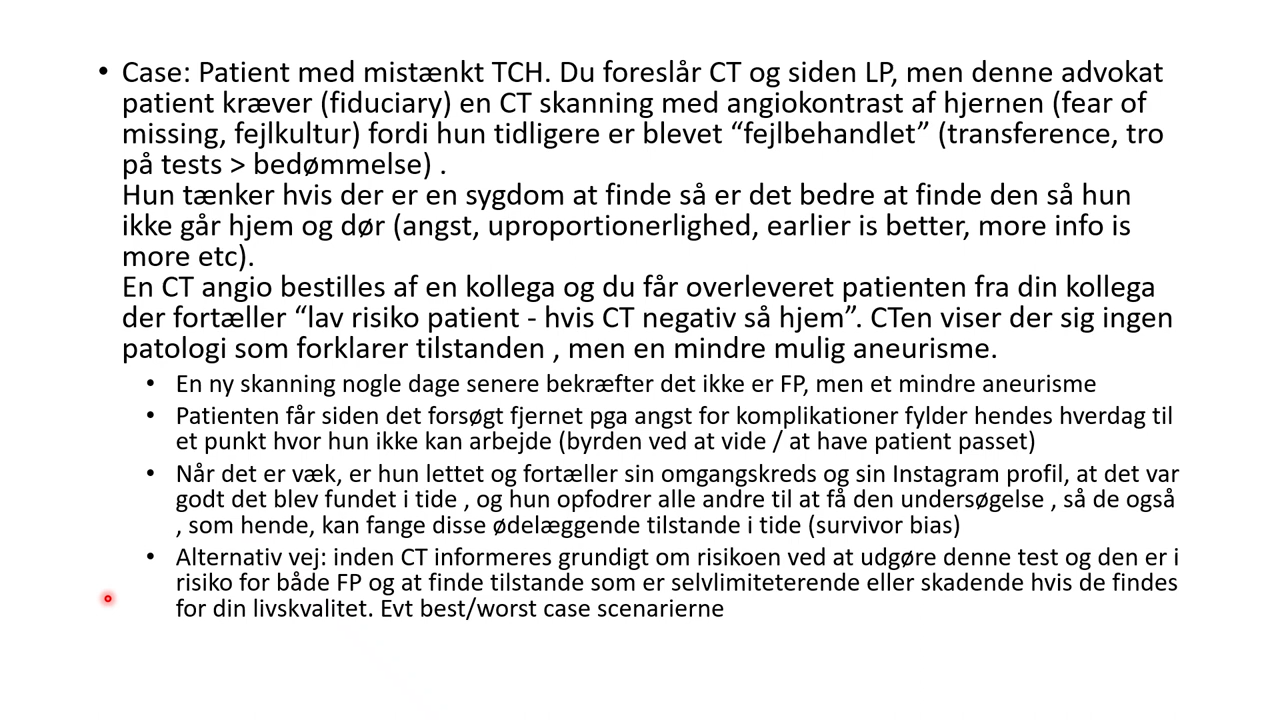 • Case: Patient med mistænkt TCH. Du foreslår CT og siden LP, men denne advokat
patient kræver (fiduciary) en CT skanning med angiokontrast af hjernen (fear of
missing, fejlkultur) fordi hun tidligere er blevet “fejlbehandlet” (transference, tro
på tests > bedømmelse) .
Hun tænker hvis der er en sygdom at finde så er det bedre at finde den så hun
ikke går hjem og dør (angst, uproportionerlighed, earlier is better, more info is
more etc).
En CT angio bestilles af en kollega og du får overleveret patienten fra din kollega
der fortæller “lav risiko patient - hvis CT negativ så hjem”. CTen viser der sig ingen
patologi som forklarer tilstanden , men en mindre mulig aneurisme.
• En ny skanning nogle dage senere bekræfter det ikke er FP, men et mindre aneurisme
• Patienten får siden det forsøgt fjernet pga angst for komplikationer fylder hendes hverdag til
et punkt hvor hun ikke kan arbejde (byrden ved at vide / at have patient passet)
• Når det er væk, er hun lettet og fortæller sin omgangskreds og sin Instagram profil, at det var
godt det blev fundet i tide , og hun opfodrer alle andre til at få den undersøgelse , så de også
, som hende, kan fange disse ødelæggende tilstande i tide (survivor bias)
• Alternativ vej: inden CT informeres grundigt om risikoen ved at udgøre denne test og den er i
risiko for både FP og at finde tilstande som er selvlimiteterende eller skadende hvis de findes
for din livskvalitet. Evt best/worst case scenarierne